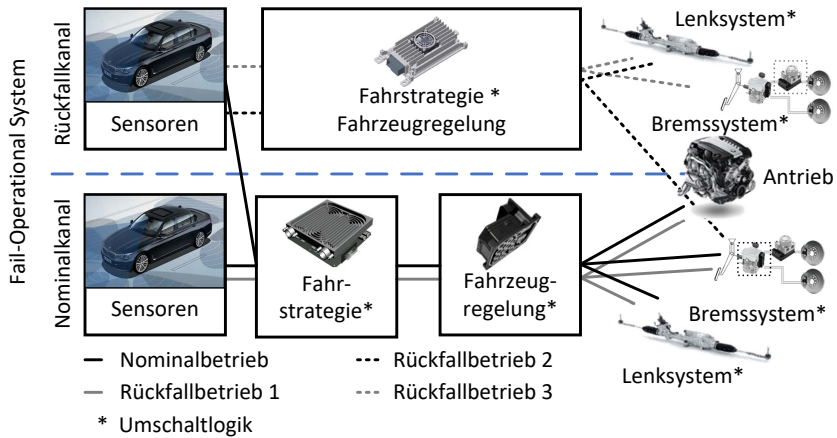 Fail-Operational System
Rückfallkanal
Sensoren
Fahrstrategie *
Fahrzeugregelung
Lenksystem*
Bremssystem*
Antrieb
Nominalkanal
Sensoren
Fahr-
strategie*
Fahrzeug-
regelung*
Bremssystem*
Lenksystem*
Nominalbetrieb
Rückfallbetrieb 2
Rückfallbetrieb 1
Rückfallbetrieb 3
* Umschaltlogik